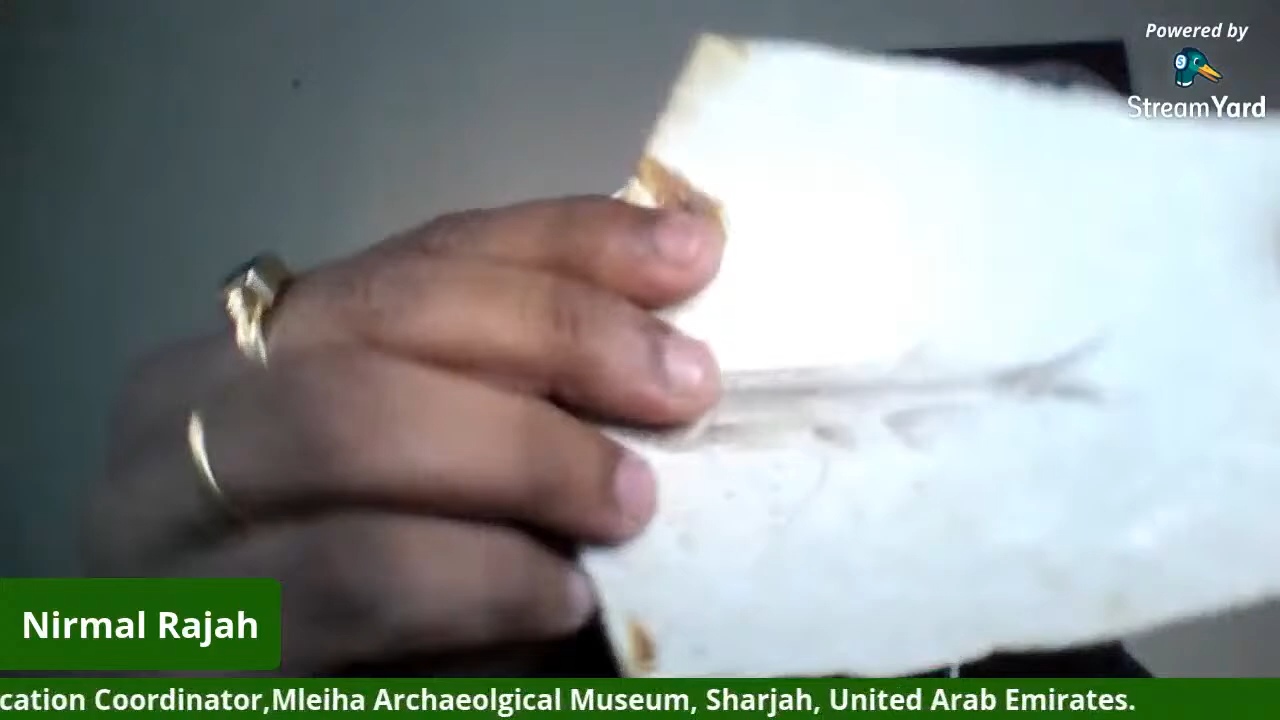 Powered by
StreamYard
Nirmal Rajah
cation Coordinator,Mleiha Archaeolgical Museum, Sharjah, United Arab Emirates.